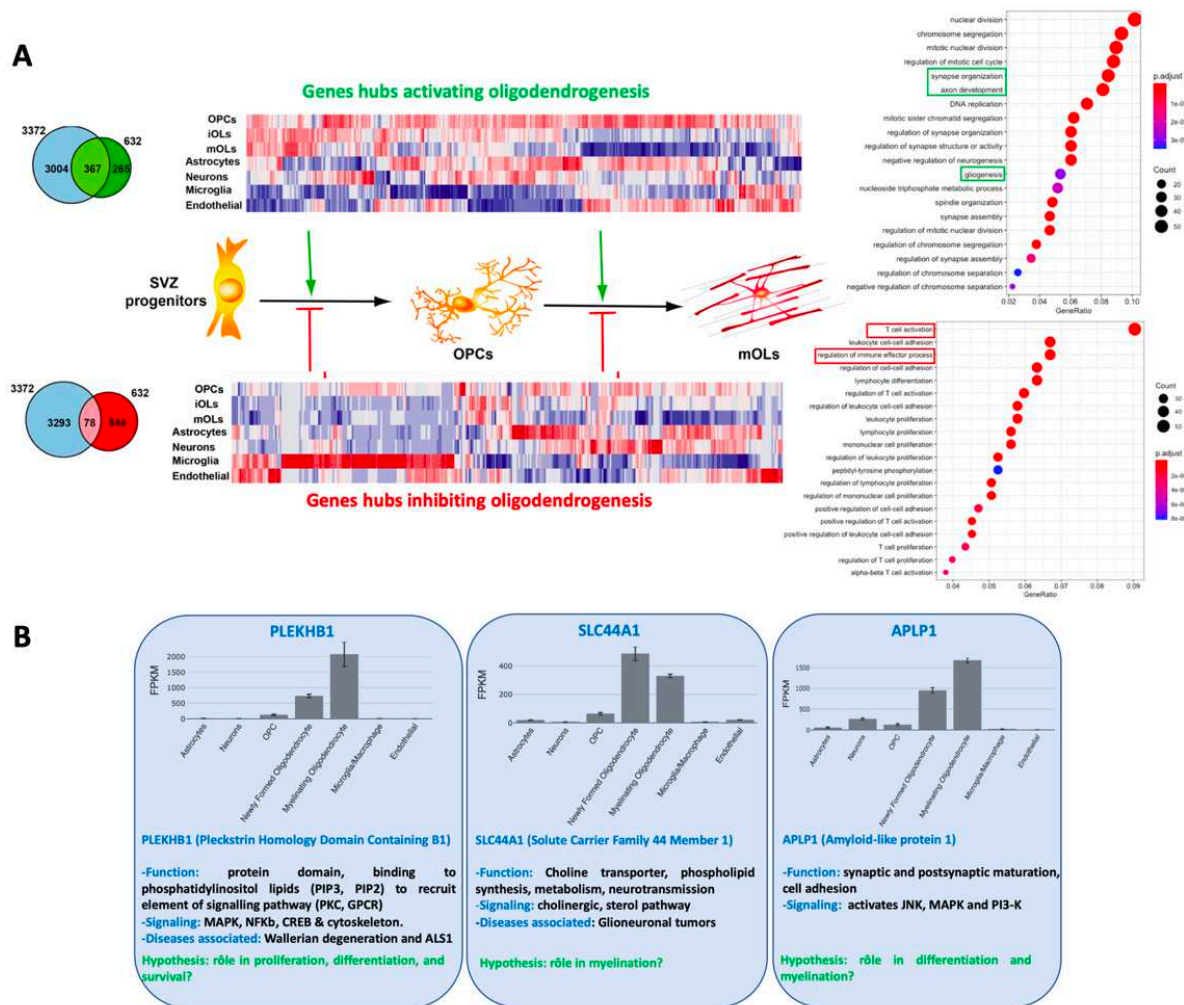 A
Genes hubs activating oligodendrogenesis
3372
632
3004
367
OPCs
iOLs
mOLs
Astrocytes
Neurons
Microglia
Endothelial
SVZ
progenitors
OPCs
mOLs
3372
632
3293
78
OPCs
iOLs
mOLs
Astrocytes
Neurons
Microglia
Endothelial
Genes hubs inhibiting oligodendrogenesis
nuclear division
chromosome segregation
mitotic nuclear division
regulation of mitotic cell cycle
synapse organization
axon development
DNA replication
mitotic sister chromatid segregation
regulation of synapse organization
regulation of synapse structure or activity
negative regulation of neurogenesis
gliogenesis
nucleoside triphosphate metabolic process
spindle organization
synapse assembly
regulation of mitotic nuclear division
regulation of chromosome segregation
regulation of synapse assembly
regulation of chromosome separation
negative regulation of chromosome separation
0.02 0.04 0.06 0.08 0.10
GeneRatio
p.adjust
Count
20
30
40
50
T cell activation
leukocyte cell-cell adhesion
regulation of immune effector process
regulation of cell-cell adhesion
lymphocyte differentiation
regulation of T cell activation
regulation of leukocyte cell-cell adhesion
leukocyte proliferation
lymphocyte proliferation
mononuclear cell proliferation
regulation of leukocyte proliferation
peptidyl-tyrosine phosphorylation
regulation of lymphocyte proliferation
regulation of mononuclear cell proliferation
positive regulation of cell-cell adhesion
positive regulation of T cell activation
positive regulation of leukocyte cell-cell adhesion
T cell proliferation
regulation of T cell proliferation
alpha-beta T cell activation
0.04 0.05 0.06 0.07 0.08 0.09
GeneRatio
Count
30
40
50
p.adjust
B
PLEKHB1
FPKM
2000
1500
1000
500
0
Astrocytes
Neurons
OPC
Newly Formed Oligodendrocyte
Myelinating Oligodendrocyte
Microglia/Macrophage
Endothelial
PLEKHB1 (Pleckstrin Homology Domain Containing B1)
-Function: protein domain, binding to
phosphatidylinositol lipids (PIP3, PIP2) to recruit
element of signalling pathway (PKC, GPCR)
-Signaling: MAPK, NFKb, CREB & cytoskeleton.
-Diseases associated: Wallerian degeneration and ALS1
Hypothesis: rôle in proliferation, differentiation, and
survival?
SLC44A1
FPKM
400
200
0
Astrocytes
Neurons
OPC
Newly Formed Oligodendrocyte
Myelinating Oligodendrocyte
Microglia/Macrophage
Endothelial
SLC44A1 (Solute Carrier Family 44 Member 1)
-Function: Choline transporter, phospholipid
synthesis, metabolism, neurotransmission
-Signaling: cholinergic, sterol pathway
-Diseases associated: Glioneuronal tumors
Hypothesis: rôle in myelination?
APLP1
FPKM
1500
1000
500
0
Astrocytes
Neurons
OPC
Newly Formed Oligodendrocyte
Myelinating Oligodendrocyte
Microglia/Macrophage
Endothelial
APLP1 (Amyloid-like protein 1)
-Function: synaptic and postsynaptic maturation,
cell adhesion
-Signaling: activates JNK, MAPK and PI3-K
Hypothesis: rôle in differentiation and
myelination?